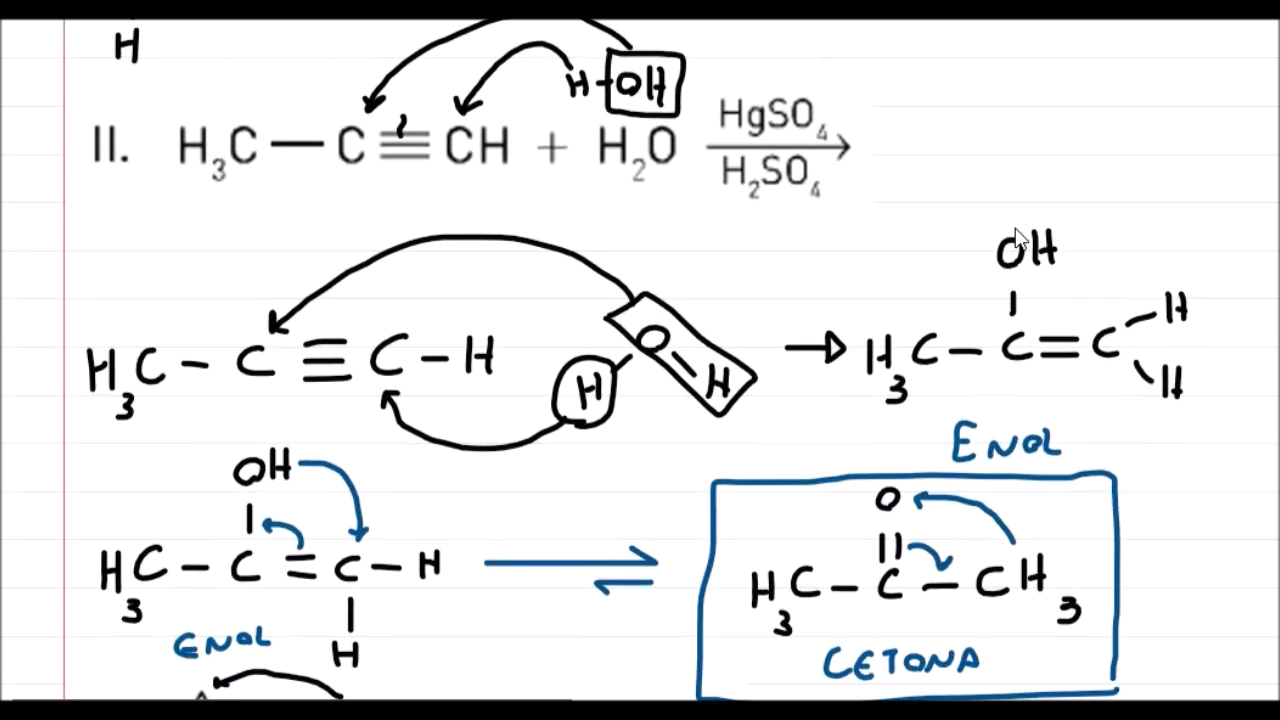 H
H-OH
II. H₃C — C ≡ CH + H₂O HgSO₄
H₂SO₄
OH
H₃C - C ≡ C - H
O
H
H
H₃C - C = C
H
H
ENOL
OH
H₃C - C = C - H
H
ENOL
O
||
H₃C - C - CH₃
CETONA